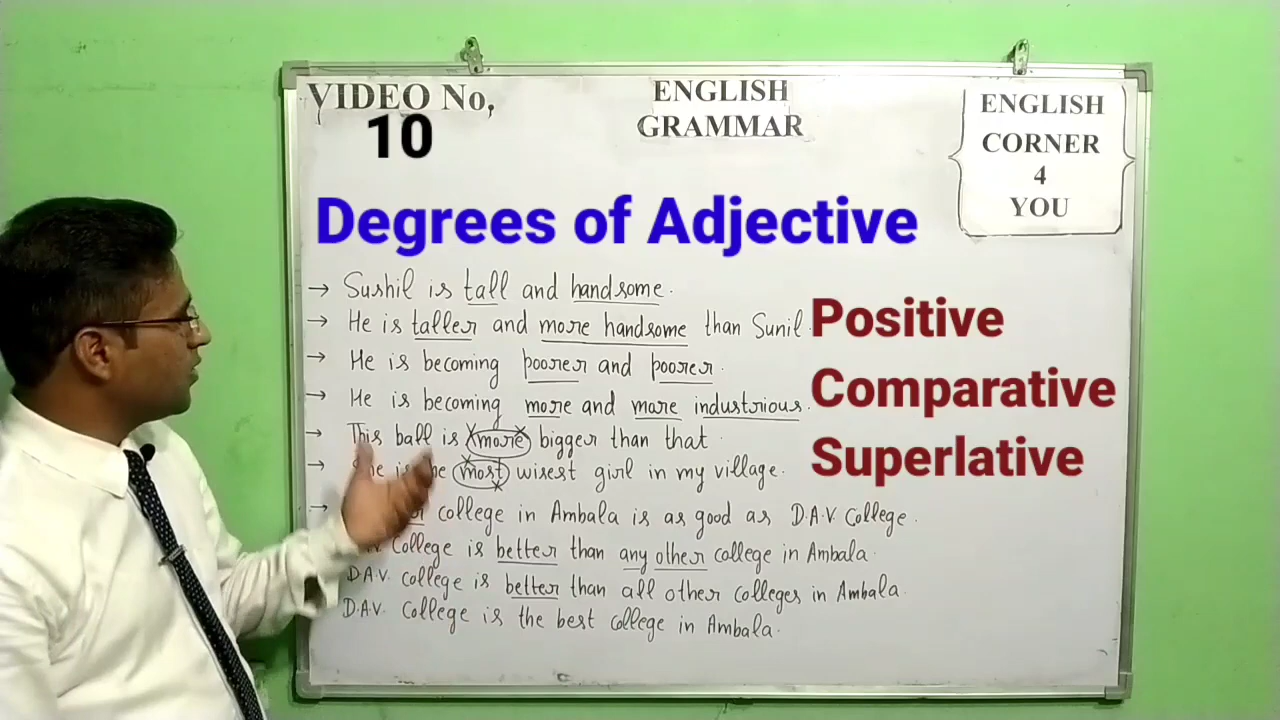 VIDEO No,
10
ENGLISH
GRAMMAR
ENGLISH
CORNER
4
YOU
Degrees of Adjective
→ Sushil is tall and handsome.
→ He is taller and more handsome than Sunil.
→ He is becoming poorer and poorer.
→ He is becoming more and more industrious.
→ This ball is more bigger than that.
→ is most wisest girl in my village.
→ college in Ambala is as good as D.A.V. College.
College is better than any other college in Ambala.
D.A.V. college is better than all other colleges in Ambala.
D.A.V. College is the best college in Ambala.
Positive
Comparative
Superlative